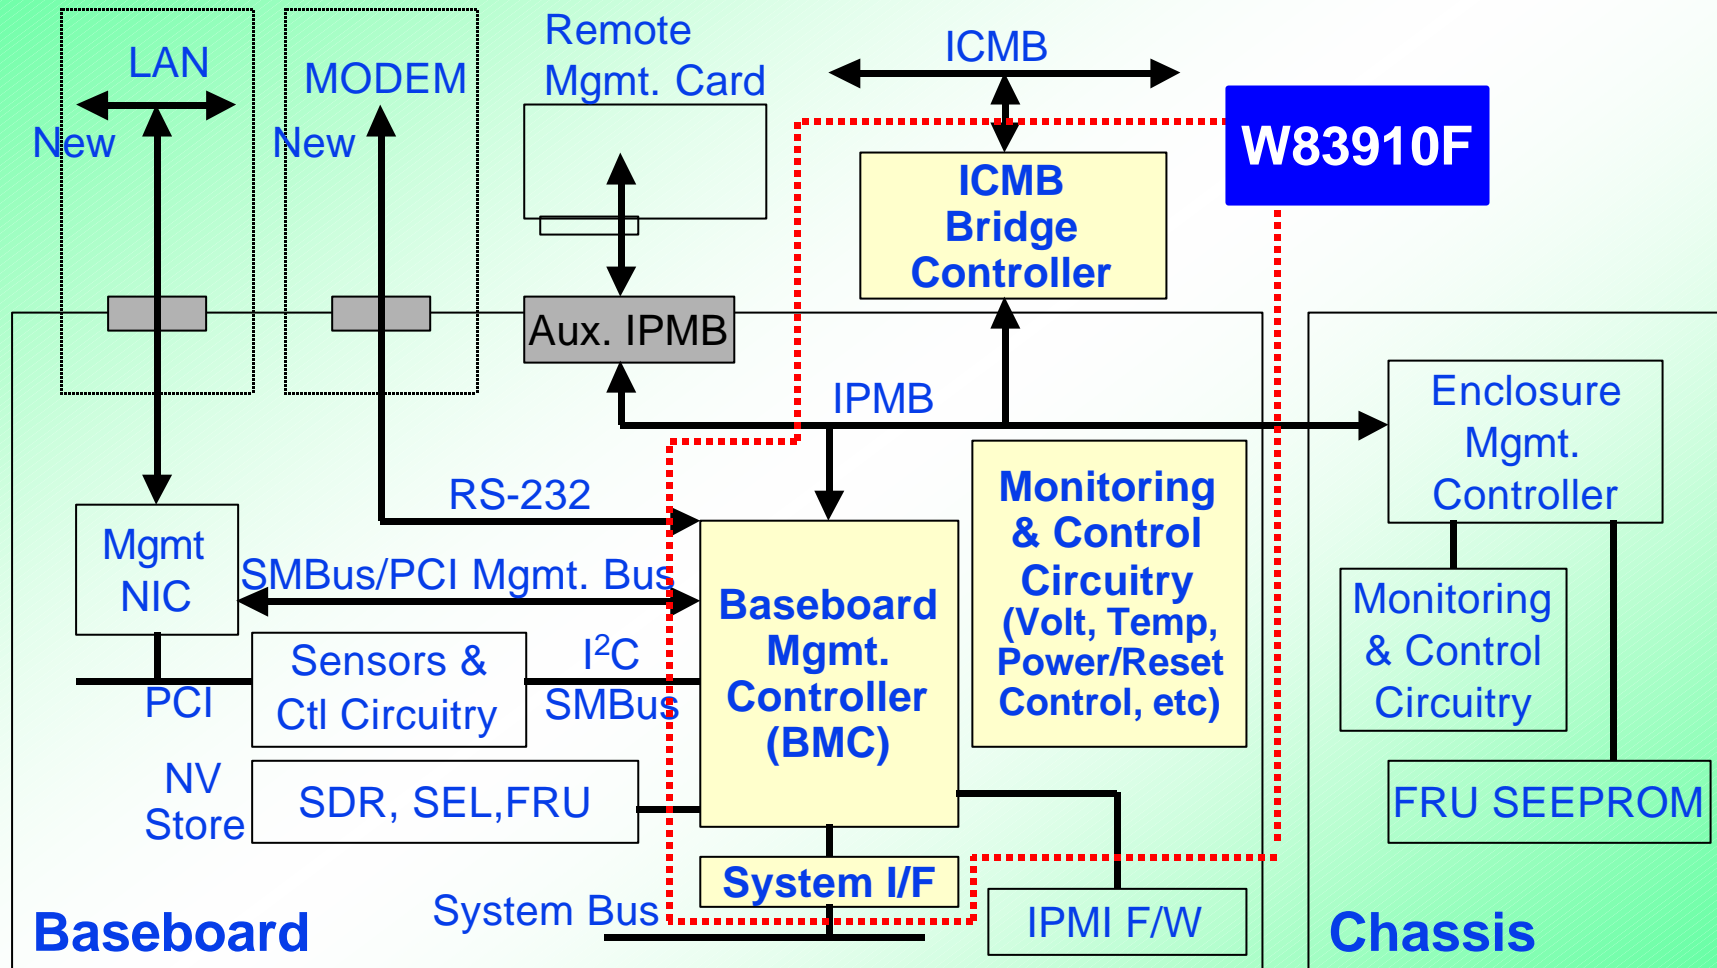 LAN
New
MODEM
New
Remote
Mgmt. Card
ICMB
W83910F
ICMB
Bridge
Controller
Aux. IPMB
IPMB
Enclosure
Mgmt.
Controller
RS-232
Mgmt
NIC
SMBus/PCI Mgmt. Bus
Baseboard
Mgmt.
Controller
(BMC)
Monitoring
& Control
Circuitry
(Volt, Temp,
Power/Reset
Control, etc)
Monitoring
& Control
Circuitry
PCI
Sensors &
Ctl Circuitry
I²C
SMBus
NV
Store
SDR, SEL,FRU
FRU SEEPROM
System I/F
System Bus
IPMI F/W
Baseboard
Chassis